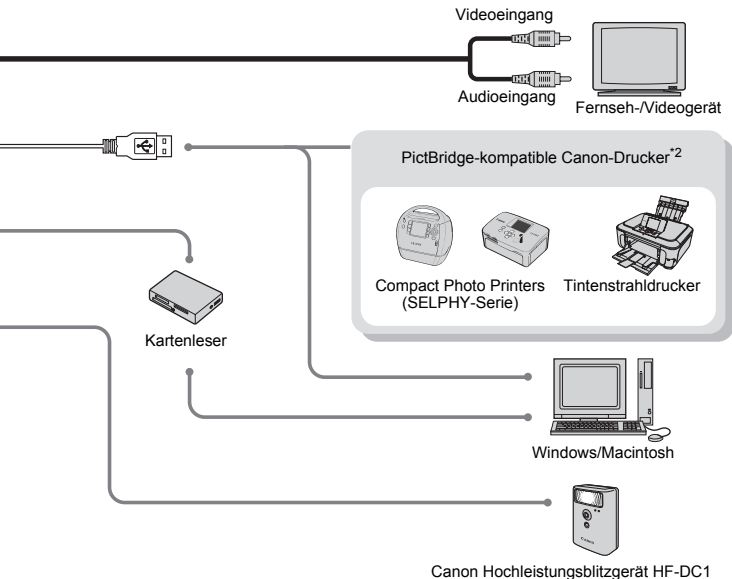 Videoeingang
Audioeingang
Fernseh-/Videogerät
PictBridge-kompatible Canon-Drucker*2
Compact Photo Printers
(SELPHY-Serie)
Tintenstrahldrucker
Kartenleser
Windows/Macintosh
Canon
Canon Hochleistungsblitzgerät HF-DC1